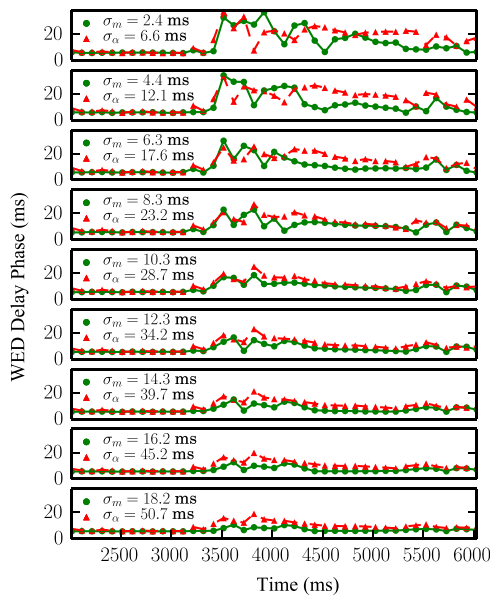 σm = 2.4 ms
σα = 6.6 ms
20
0
σm = 4.4 ms
σα = 12.1 ms
20
0
σm = 6.3 ms
σα = 17.6 ms
20
0
σm = 8.3 ms
σα = 23.2 ms
20
0
σm = 10.3 ms
σα = 28.7 ms
20
0
σm = 12.3 ms
σα = 34.2 ms
20
0
σm = 14.3 ms
σα = 39.7 ms
20
0
σm = 16.2 ms
σα = 45.2 ms
20
0
σm = 18.2 ms
σα = 50.7 ms
20
0
WED Delay Phase (ms)
2500 3000 3500 4000 4500 5000 5500 6000
Time (ms)